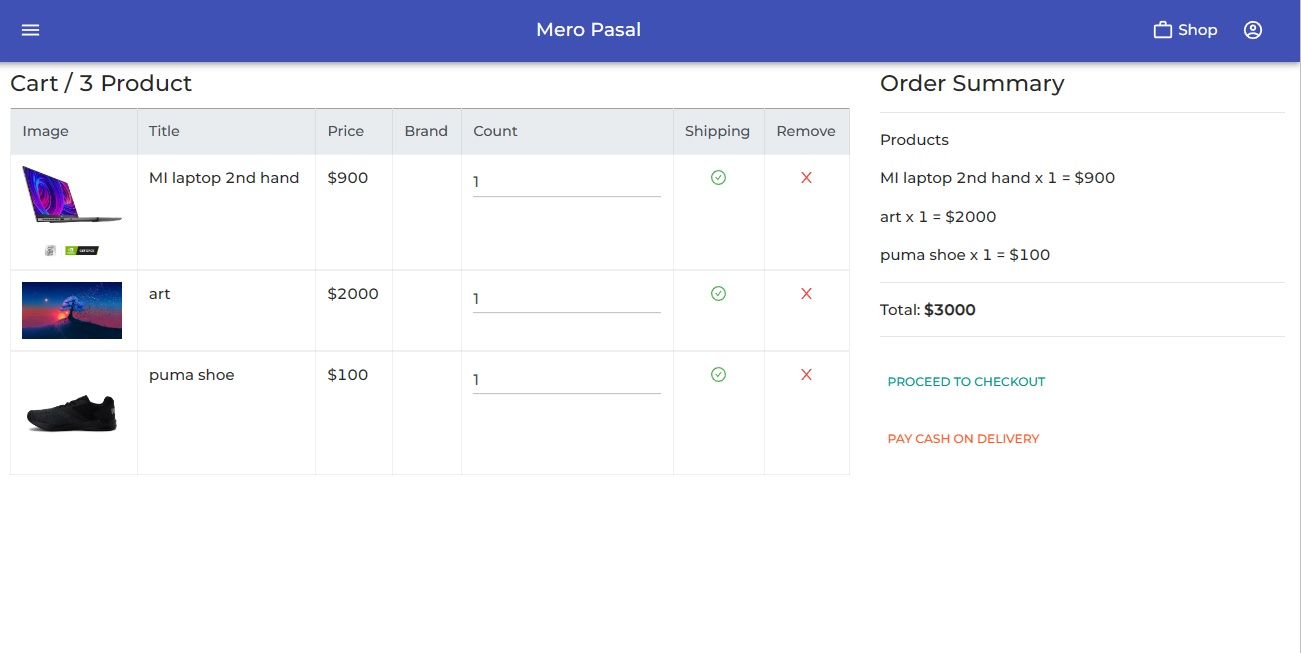 Mero Pasal
Shop
Cart / 3 Product
Image Title Price Brand Count Shipping Remove
MI laptop 2nd hand $900 1 X
art $2000 1 X
puma shoe $100 1 X
Order Summary
Products
MI laptop 2nd hand x 1 = $900
art x 1 = $2000
puma shoe x 1 = $100
Total: $3000
PROCEED TO CHECKOUT
PAY CASH ON DELIVERY